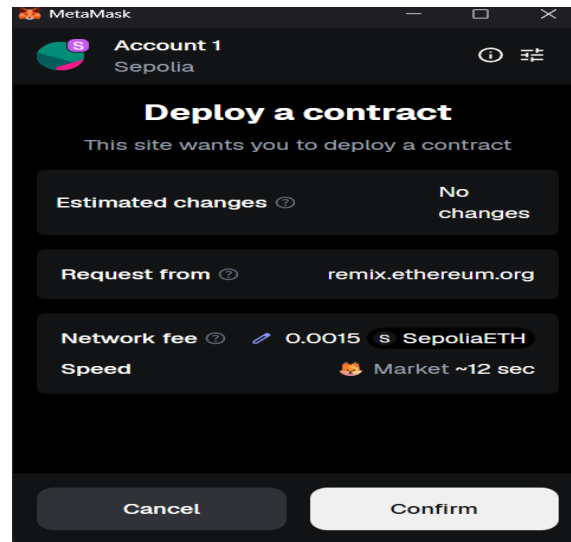 MetaMask
S
Account 1
Sepolia
Deploy a contract
This site wants you to deploy a contract
Estimated changes No changes
Request from remix.ethereum.org
Network fee 0.0015 S SepoliaETH
Speed Market ~12 sec
Cancel Confirm